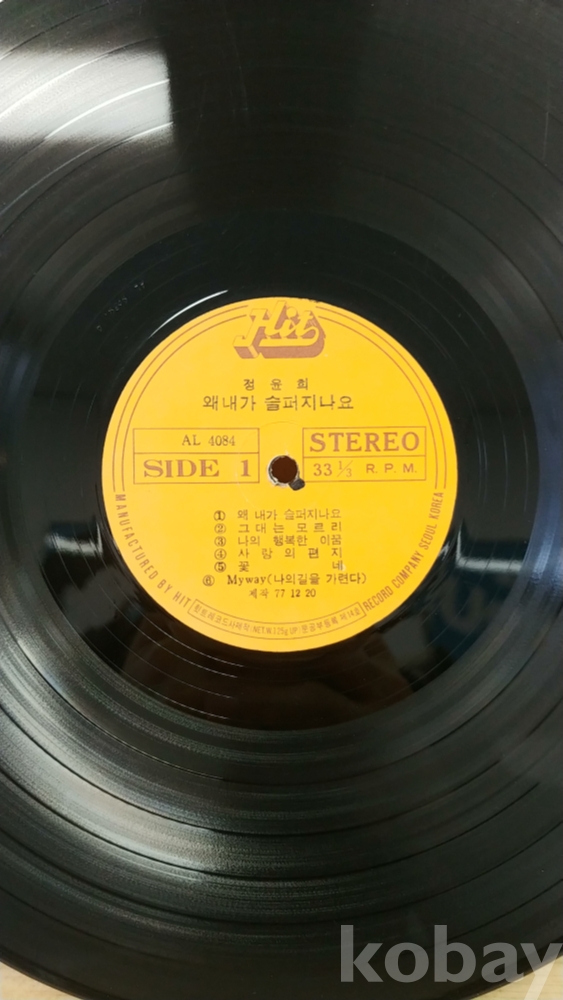 Hit
정윤희
왜내가 슬퍼지나요
AL 4084
SIDE 1
STEREO
33 1/3 R.P.M.
① 왜 내가 슬퍼지나요
② 그대는 모르리
③ 나의 행복한 이꿈
④ 사랑의 편지
⑤ 꽃 네
⑥ Myway(나의길을 가련다)
제작 77 12 20
MANUFACTURED BY HIT RECORD COMPANY SEOUL KOREA
kobay